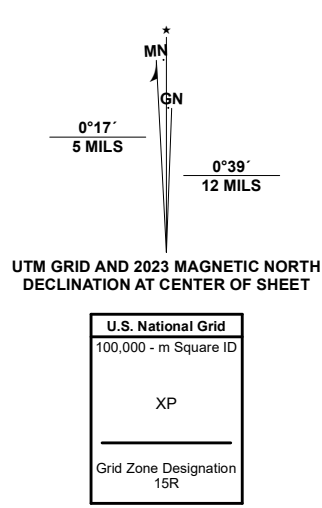 ★
MN
GN
0°17´
5 MILS
0°39´
12 MILS
UTM GRID AND 2023 MAGNETIC NORTH
DECLINATION AT CENTER OF SHEET
U.S. National Grid
100,000 - m Square ID
XP
Grid Zone Designation
15R